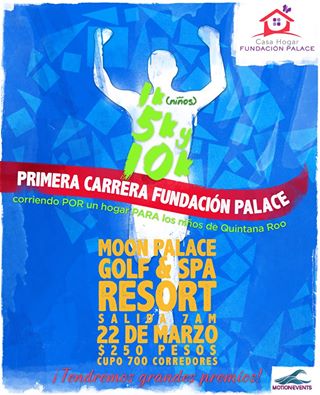 Casa Hogar
FUNDACIÓN PALACE
1k (niños)
5k y
10k
PRIMERA CARRERA FUNDACIÓN PALACE
corriendo POR un hogar PARA los niños de Quintana Roo
MOON PALACE
GOLF & SPA
RESORT
SALIDA 7AM
22 DE MARZO
$250 PESOS
CUPO 700 CORREDORES
¡Tendremos grandes premios!
MOTIONEVENTS